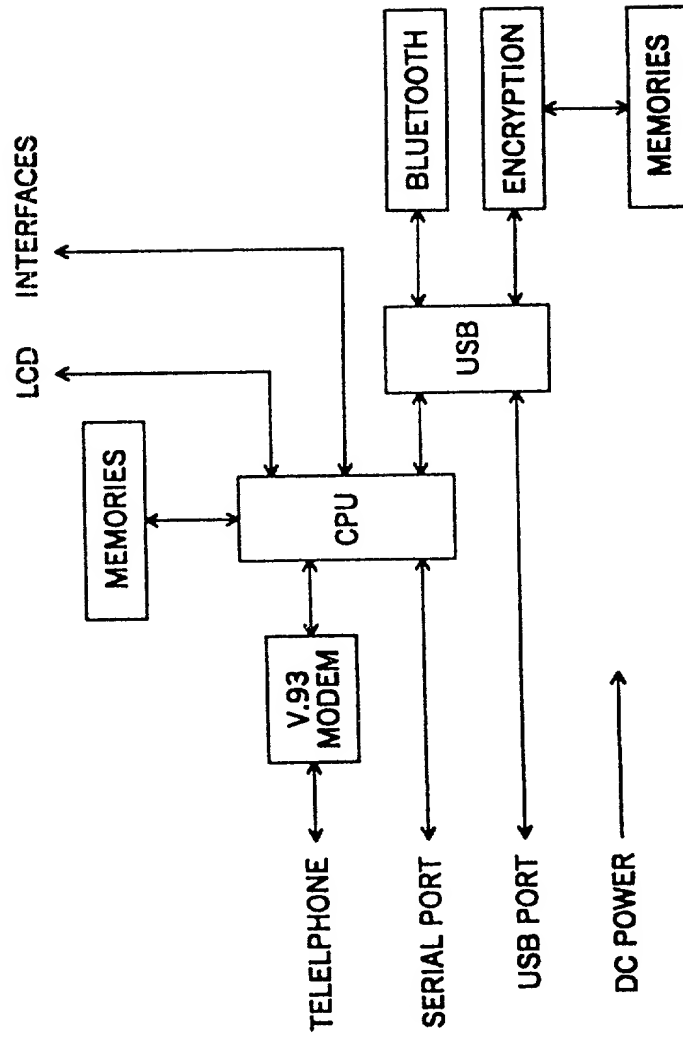 TELELPHONE
SERIAL PORT
USB PORT
DC POWER
V.93
MODEM
MEMORIES
CPU
LCD
INTERFACES
USB
BLUETOOTH
ENCRYPTION
MEMORIES